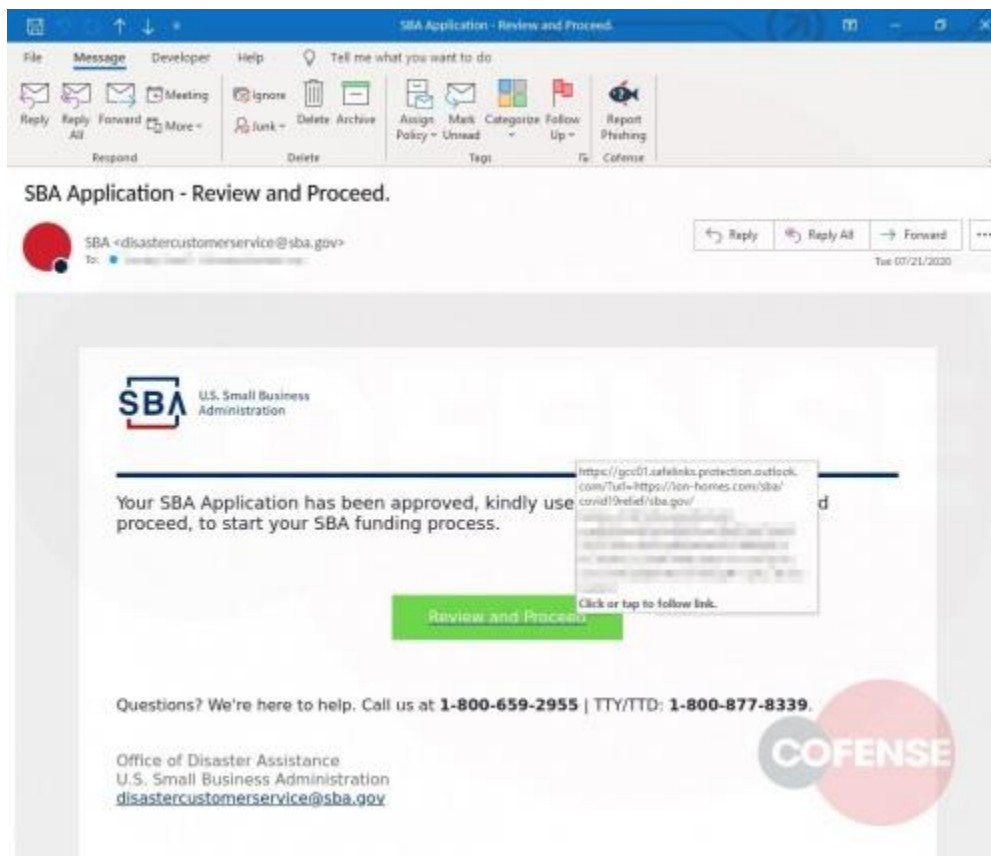 SBA Application - Review and Proceed.
File Message Developer Help Tell me what you want to do
Reply
Reply All
Forward
Meeting
More
Ignore
Junk
Delete
Archive
Assign Policy
Mark Unread
Categorize
Follow Up
Report Phishing
Respond
Delete
Tags
Cofense
SBA Application - Review and Proceed.
SBA <disastercustomerservice@sba.gov>
To:
Reply
Reply All
Forward
Tue 07/21/2020
SBA
U.S. Small Business
Administration
https://gcc01.safelinks.protection.outlook.
com/?url=https://ion-homes.com/sba/
covid19relief/sba.gov/
Click or tap to follow link.
Your SBA Application has been approved, kindly use
proceed, to start your SBA funding process.
Review and Proceed
Questions? We're here to help. Call us at 1-800-659-2955 | TTY/TTD: 1-800-877-8339.
Office of Disaster Assistance
U.S. Small Business Administration
disastercustomerservice@sba.gov
COFENSE